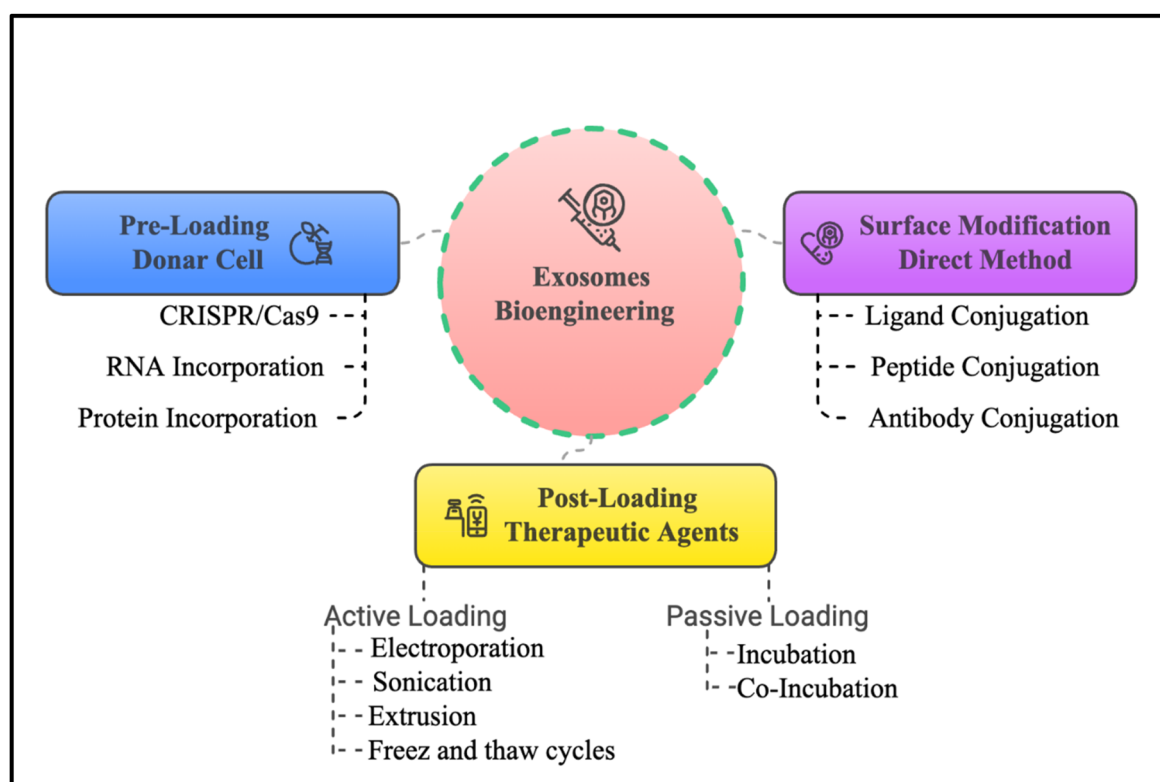 Exosomes
Bioengineering
Pre-Loading
Donar Cell
CRISPR/Cas9
RNA Incorporation
Protein Incorporation
Surface Modification
Direct Method
Ligand Conjugation
Peptide Conjugation
Antibody Conjugation
Post-Loading
Therapeutic Agents
Active Loading
Electroporation
Sonication
Extrusion
Freez and thaw cycles
Passive Loading
Incubation
Co-Incubation